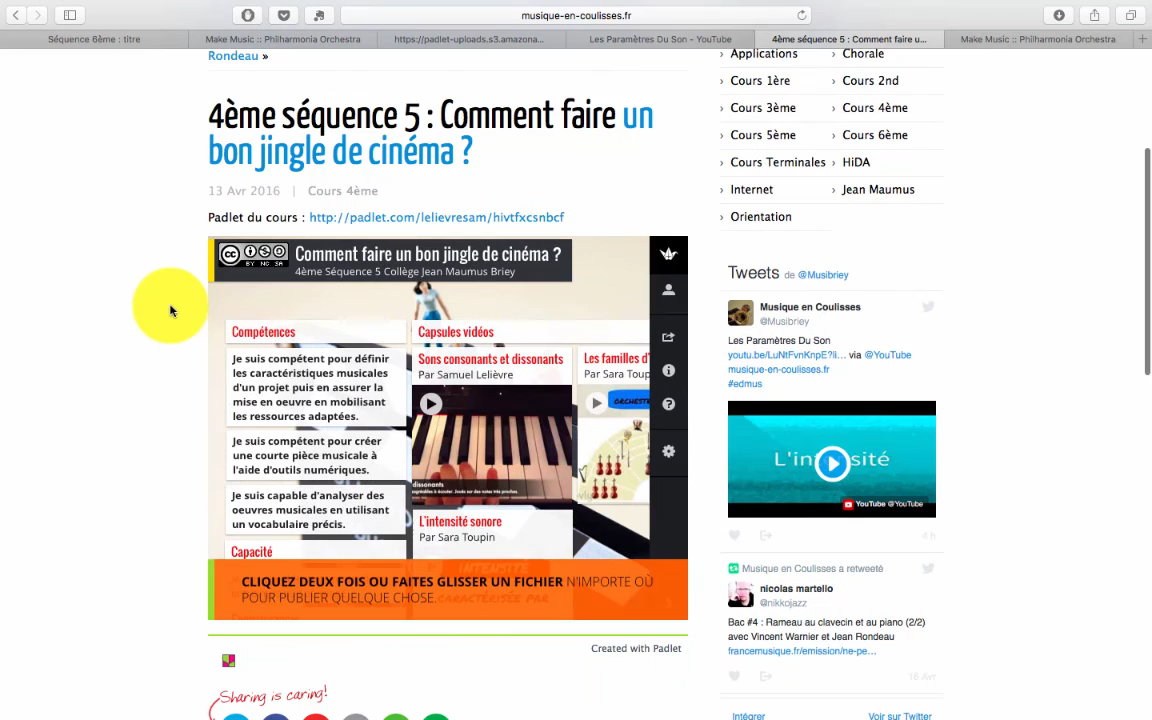 musique-en-coulisses.fr
Séquence 6ème : titre
Make Music :: Philharmonia Orchestra
https://padlet-uploads.s3.amazona...
Les Paramètres Du Son - YouTube
4ème séquence 5 : Comment faire u...
Make Music :: Philharmonia Orchestra
Rondeau »
4ème séquence 5 : Comment faire un
bon jingle de cinéma ?
13 Avr 2016 | Cours 4ème
Padlet du cours : http://padlet.com/lelievresam/hivtfxcsnbcf
CC
BY NC SA
Comment faire un bon jingle de cinéma ?
4ème Séquence 5 Collège Jean Maumus Briey
Compétences
Je suis compétent pour définir
les caractéristiques musicales
d'un projet puis en assurer la
mise en oeuvre en mobilisant
les ressources adaptées.
Je suis compétent pour créer
une courte pièce musicale à
l'aide d'outils numériques.
Je suis capable d'analyser des
oeuvres musicales en utilisant
un vocabulaire précis.
Capacité
Capsules vidéos
Sons consonants et dissonants
Par Samuel Lelièvre
dissonants
L'intensité sonore
Par Sara Toupin
INTENSITÉ
Les familles d'
Par Sara Toup
ORCHESTR
CLIQUEZ DEUX FOIS OU FAITES GLISSER UN FICHIER N'IMPORTE OÙ
POUR PUBLIER QUELQUE CHOSE.
Created with Padlet
Sharing is caring!
Applications
Chorale
Cours 1ère
Cours 2nd
Cours 3ème
Cours 4ème
Cours 5ème
Cours 6ème
Cours Terminales
HiDA
Internet
Jean Maumus
Orientation
Tweets de @Musibriey
Musique en Coulisses
@Musibriey
Les Paramètres Du Son
youtu.be/LuNtFvnKnpE?li... via @YouTube
musique-en-coulisses.fr
#edmus
L'intensité
YouTube @YouTube
4 h
Musique en Coulisses a retweeté
nicolas martello
@nikkojazz
Bac #4 : Rameau au clavecin et au piano (2/2)
avec Vincent Warnier et Jean Rondeau
francemusique.fr/emission/ne-pe...
16 Avr
Intégrer
Voir sur Twitter